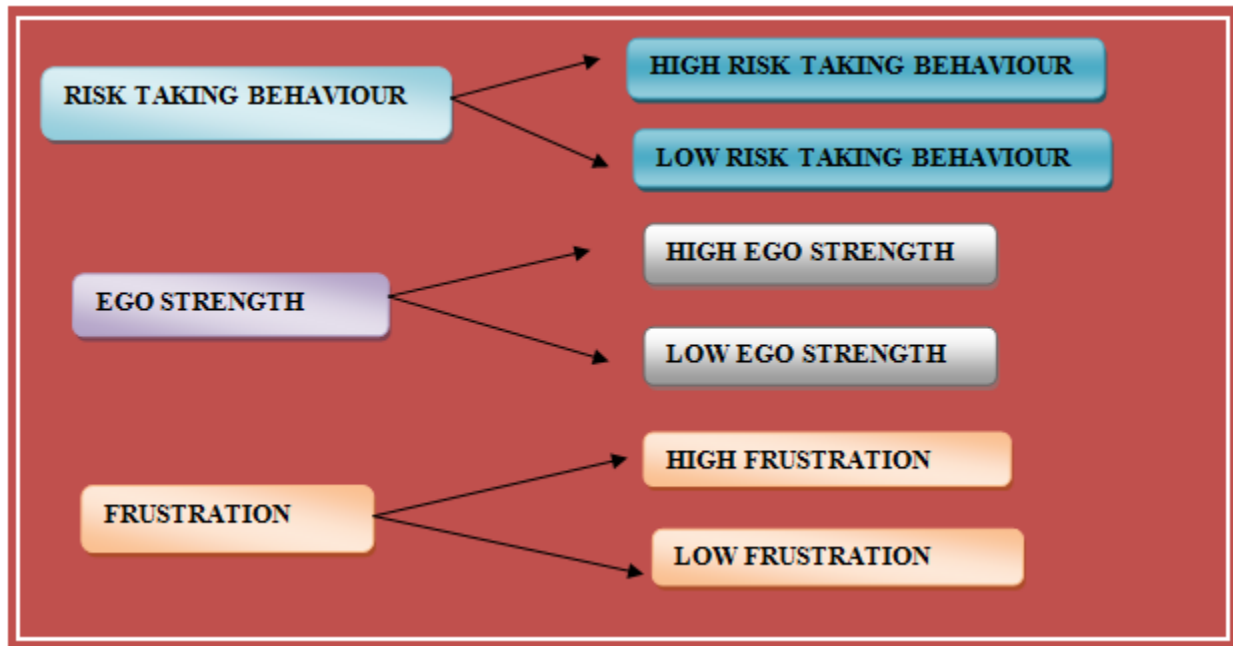 RISK TAKING BEHAVIOUR
HIGH RISK TAKING BEHAVIOUR
LOW RISK TAKING BEHAVIOUR
EGO STRENGTH
HIGH EGO STRENGTH
LOW EGO STRENGTH
FRUSTRATION
HIGH FRUSTRATION
LOW FRUSTRATION